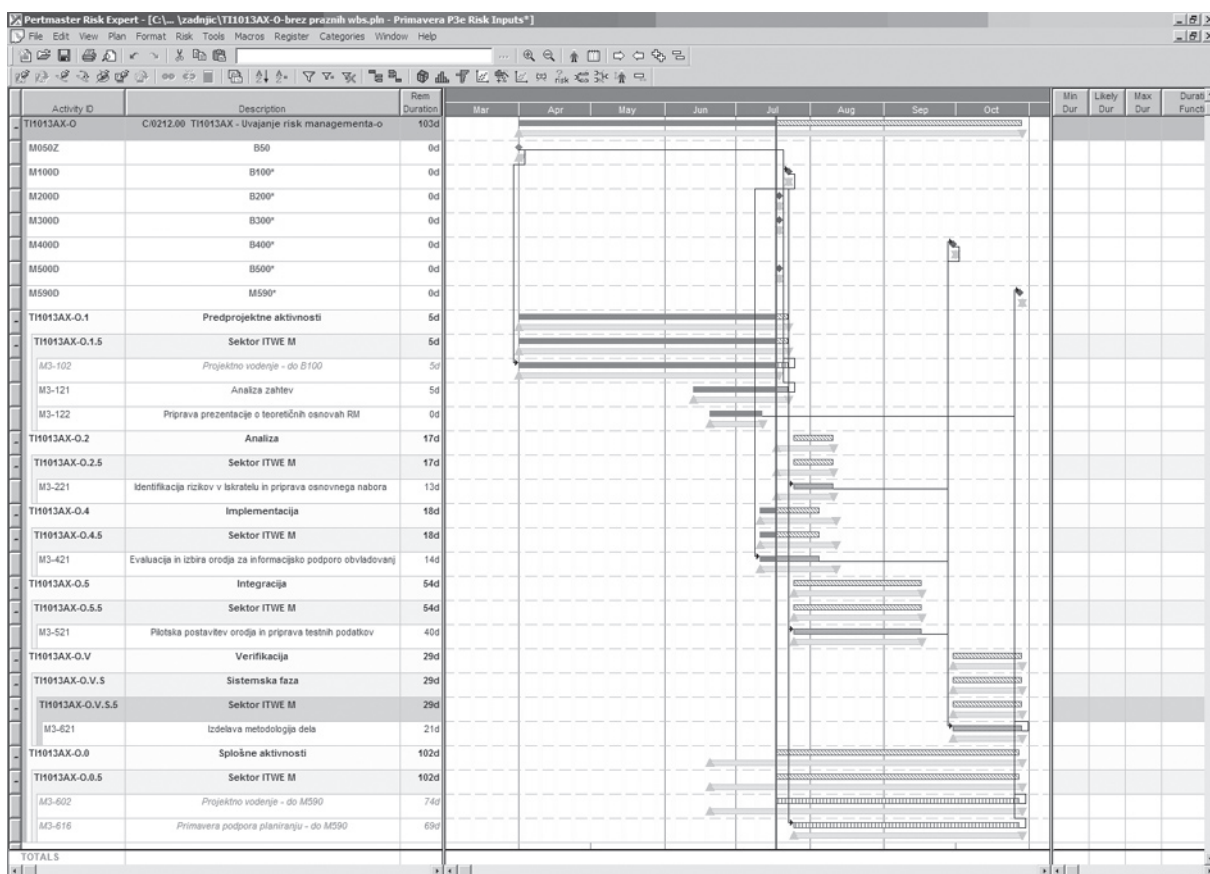 Pertmaster Risk Expert - [C:\... \zadnjic\TI1013AX-O-brez praznih wbs.pln - Primavera P3e Risk Inputs*]
File Edit View Plan Format Risk Tools Macros Register Categories Window Help
Activity ID Description Rem Duration Mar Apr May Jun Jul Aug Sep Oct Min Dur Likely Dur Max Dur Durati Functi
TI1013AX-O C/0212.00 TI1013AX - Uvajanje risk managementa-o 103d
M050Z B50 0d
M100D B100* 0d
M200D B200* 0d
M300D B300* 0d
M400D B400* 0d
M500D B500* 0d
M590D M590* 0d
TI1013AX-O.1 Predprojektne aktivnosti 5d
TI1013AX-O.1.5 Sektor ITWE M 5d
M3-102 Projektno vodenje - do B100 5d
M3-121 Analiza zahtev 5d
M3-122 Priprava prezentacije o teoretičnih osnovah RM 0d
TI1013AX-O.2 Analiza 17d
TI1013AX-O.2.5 Sektor ITWE M 17d
M3-221 Identifikacija rizikov v Iskratelu in priprava osnovnega nabora 13d
TI1013AX-O.4 Implementacija 18d
TI1013AX-O.4.5 Sektor ITWE M 18d
M3-421 Evaluacija in izbira orodja za informacijsko podporo obvladovanj 14d
TI1013AX-O.5 Integracija 54d
TI1013AX-O.5.5 Sektor ITWE M 54d
M3-521 Pilotska postavitev orodja in priprava testnih podatkov 40d
TI1013AX-O.V Verifikacija 29d
TI1013AX-O.V.S Sistemska faza 29d
TI1013AX-O.V.S.5 Sektor ITWE M 29d
M3-621 Izdelava metodologija dela 21d
TI1013AX-O.0 Splošne aktivnosti 102d
TI1013AX-O.0.5 Sektor ITWE M 102d
M3-602 Projektno vodenje - do M590 74d
M3-616 Primavera podpora planiranju - do M590 69d
TOTALS